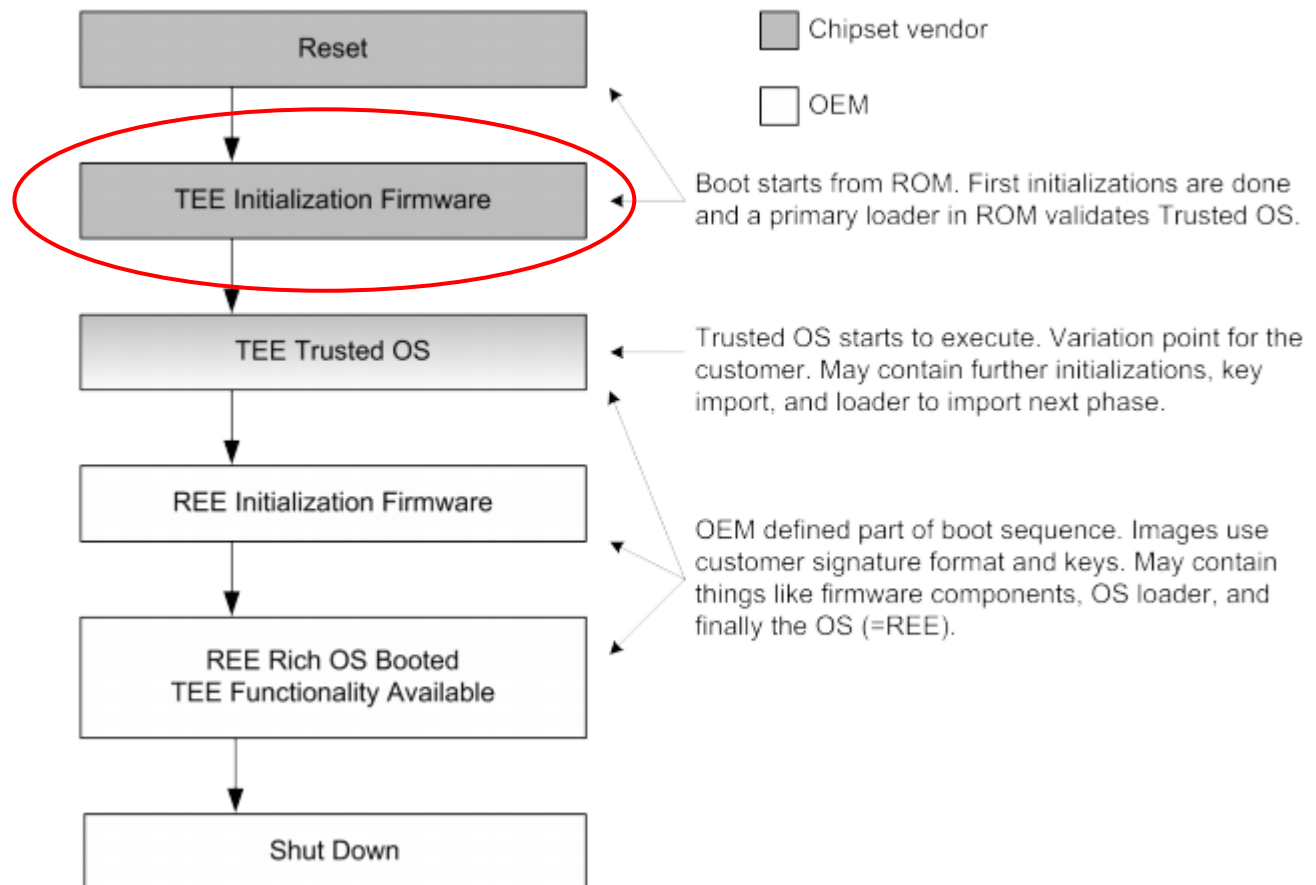 Reset
Chipset vendor
OEM
TEE Initialization Firmware
Boot starts from ROM. First initializations are done
and a primary loader in ROM validates Trusted OS.
TEE Trusted OS
Trusted OS starts to execute. Variation point for the
customer. May contain further initializations, key
import, and loader to import next phase.
REE Initialization Firmware
OEM defined part of boot sequence. Images use
customer signature format and keys. May contain
things like firmware components, OS loader, and
finally the OS (=REE).
REE Rich OS Booted
TEE Functionality Available
Shut Down